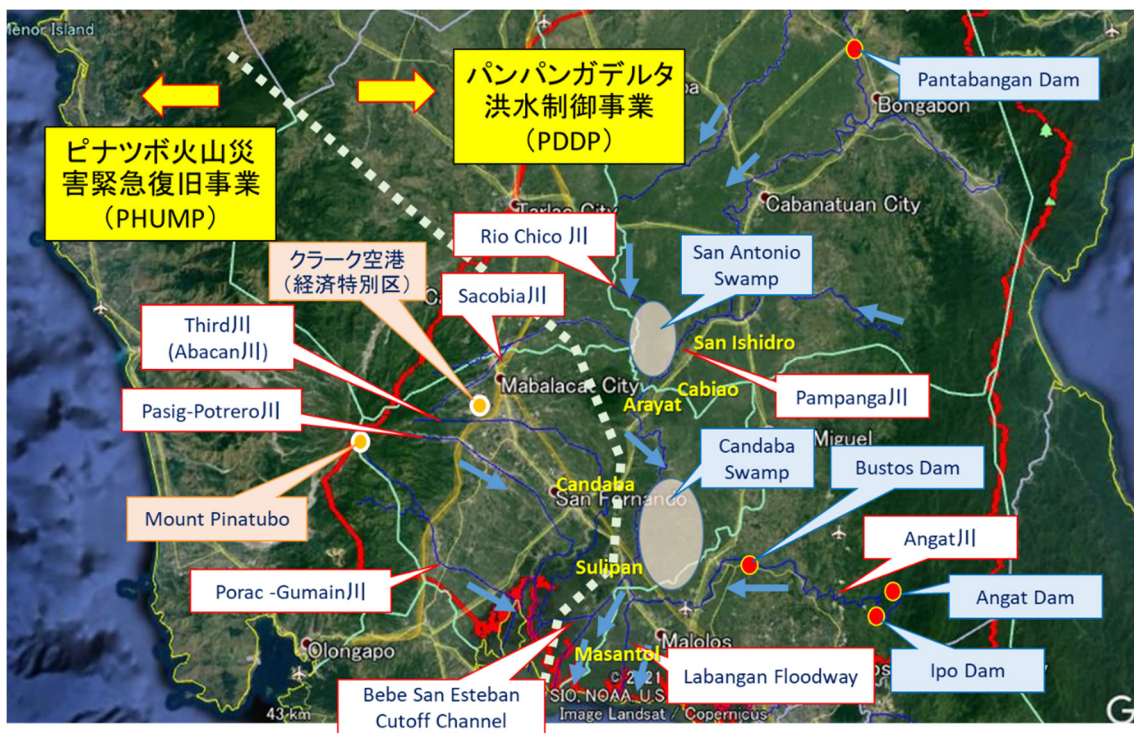 Menor Island
ピナツボ火山災
害緊急復旧事業
(PHUMP)
パンパンガデルタ
洪水制御事業
(PDDP)
Pantabangan Dam
Bongabon
Cabanatuan City
Tarlac City
Rio Chico 川
San Antonio
Swamp
クラーク空港
(経済特別区)
Sacobia川
Third川
(Abacan川)
San Ishidro
Mabalacat City
Cabiao
Arayat
Pampanga川
Pasig-Potrero川
Miguel
Candaba
Swamp
Bustos Dam
Candaba
San Fernando
Mount Pinatubo
Angat川
Sulipan
Porac -Gumain川
Angat Dam
Olongapo
Malolos
Masantol
Labangan Floodway
Ipo Dam
Bebe San Esteban
Cutoff Channel
© 2021
SIO, NOAA, U.S
Image Landsat / Copernicus
43 km
G